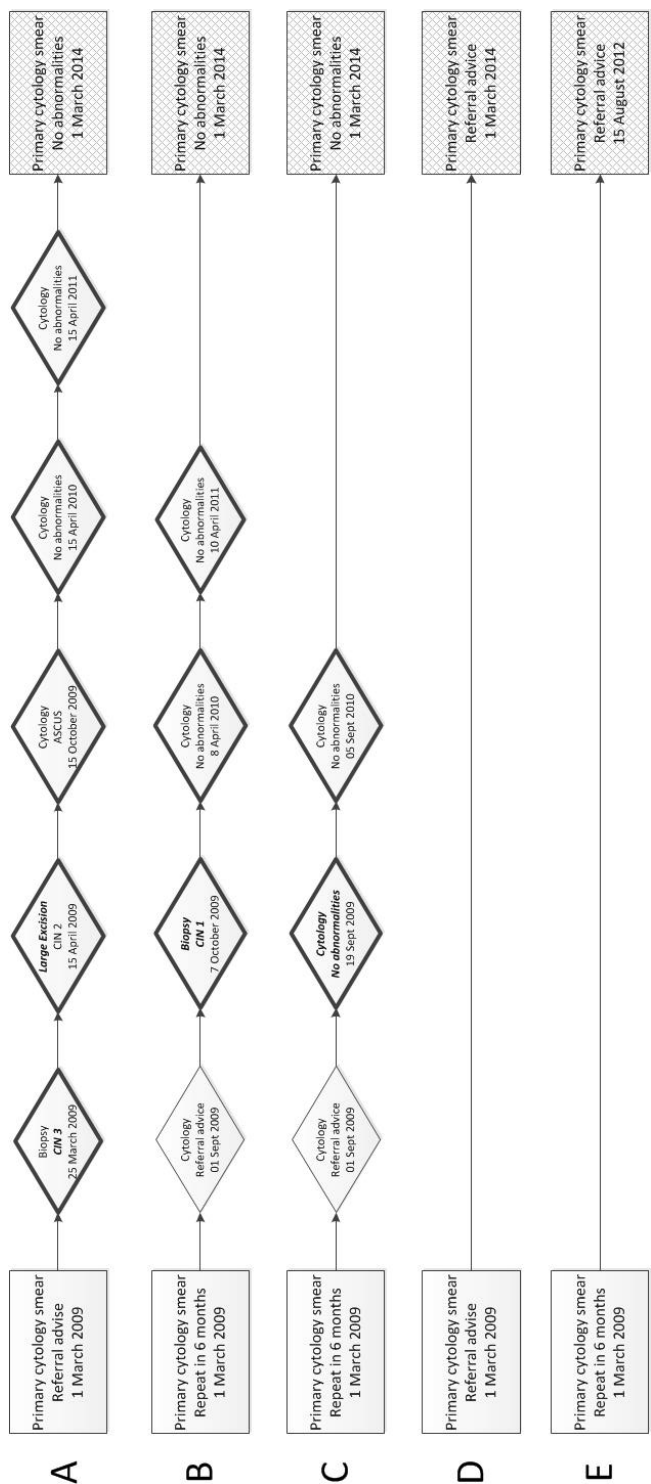 A
Primary cytology smear
Referral advise
1 March 2009
Biopsy
CIN 3
25 March 2009
Large Excision
CIN 2
15 April 2009
Cytology
ASCUS
15 October 2009
Cytology
No abnormalities
15 April 2010
Cytology
No abnormalities
15 April 2011
Primary cytology smear
No abnormalities
1 March 2014
B
Primary cytology smear
Repeat in 6 months
1 March 2009
Cytology
Referral advice
01 Sept 2009
Biopsy
CIN 1
7 October 2009
Cytology
No abnormalities
8 April 2010
Cytology
No abnormalities
10 April 2011
Primary cytology smear
No abnormalities
1 March 2014
C
Primary cytology smear
Repeat in 6 months
1 March 2009
Cytology
Referral advice
01 Sept 2009
Cytology
No abnormalities
19 Sept 2009
Cytology
No abnormalities
05 Sept 2010
Primary cytology smear
No abnormalities
1 March 2014
D
Primary cytology smear
Referral advice
1 March 2009
Primary cytology smear
Referral advice
1 March 2014
E
Primary cytology smear
Repeat in 6 months
1 March 2009
Primary cytology smear
Referral advice
15 August 2012